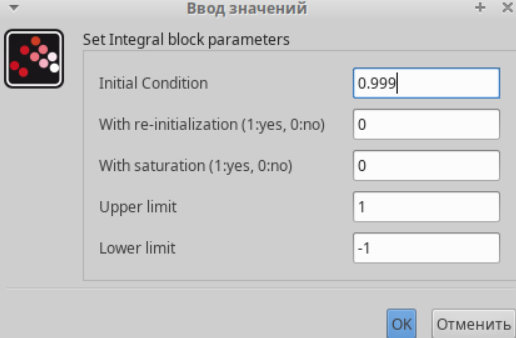 Ввод значений
Set Integral block parameters
Initial Condition 0.999
With re-initialization (1:yes, 0:no) 0
With saturation (1:yes, 0:no) 0
Upper limit 1
Lower limit -1
OK Отменить